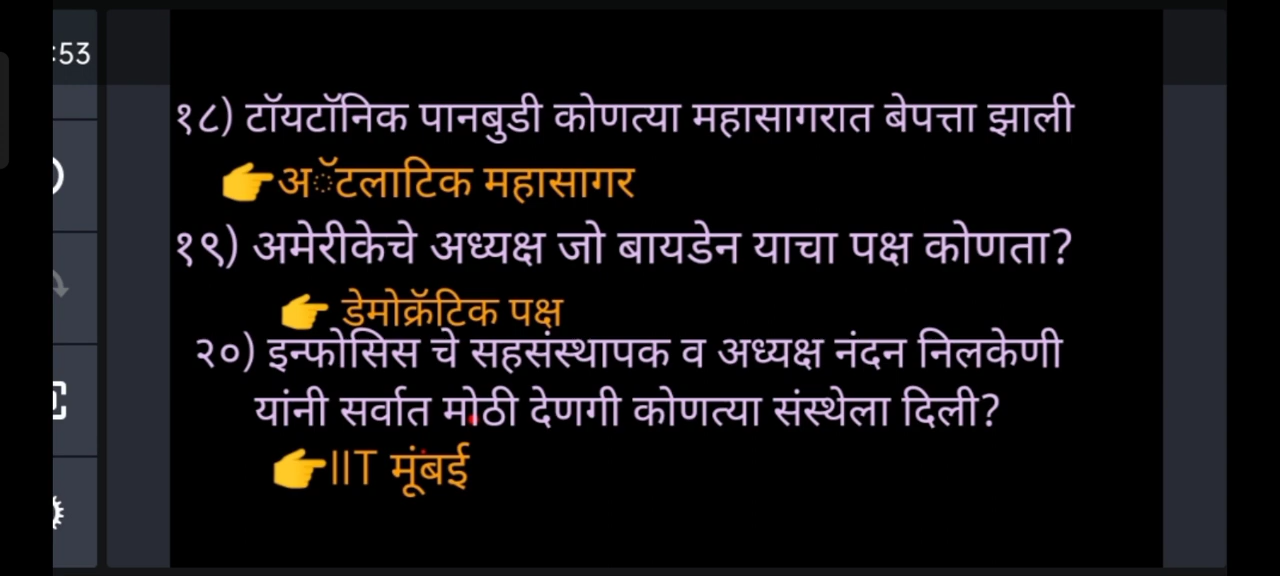 :53
१८) टॉयटॉनिक पानबुडी कोणत्या महासागरात बेपत्ता झाली
👉अॅटलाटिक महासागर
१९) अमेरीकेचे अध्यक्ष जो बायडेन याचा पक्ष कोणता?
👉 डेमोक्रॅटिक पक्ष
२०) इन्फोसिस चे सहसंस्थापक व अध्यक्ष नंदन निलकेणी
यांनी सर्वात मोठी देणगी कोणत्या संस्थेला दिली?
👉IIT मूंबई